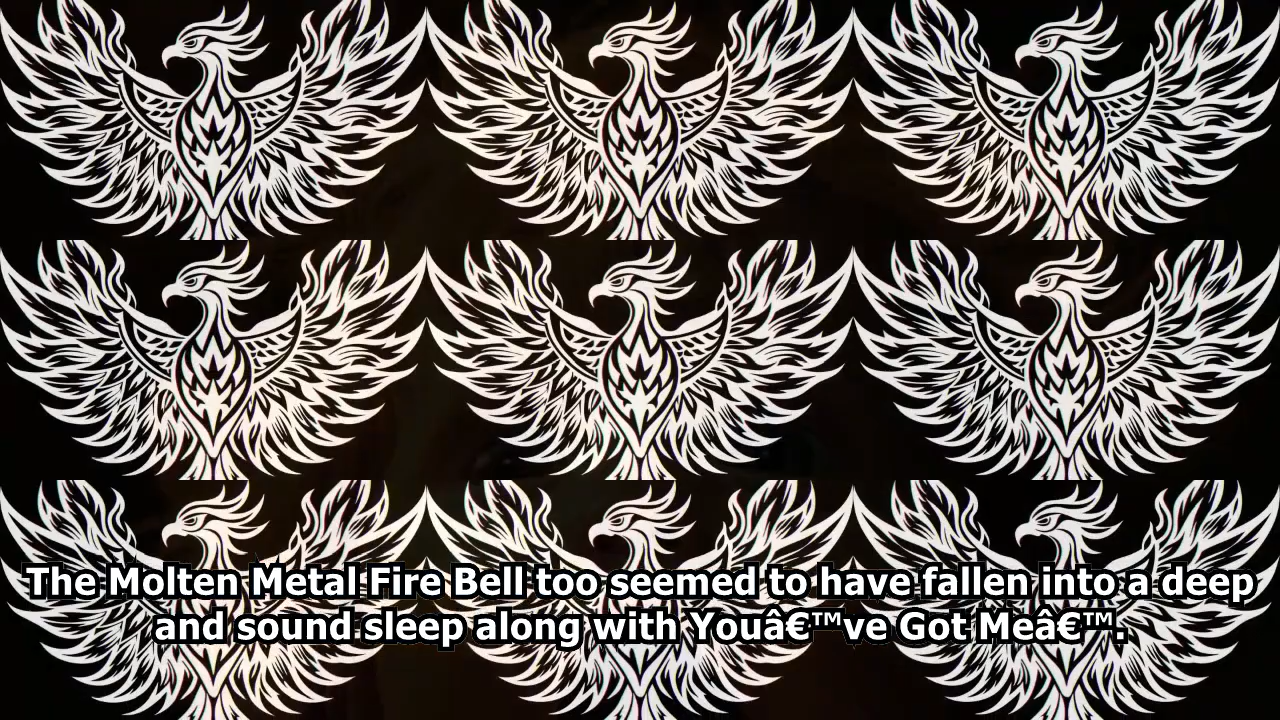 The Molten Metal Fire Bell too seemed to have fallen into a deep
and sound sleep along with Youâ€™ve Got Meâ€™.